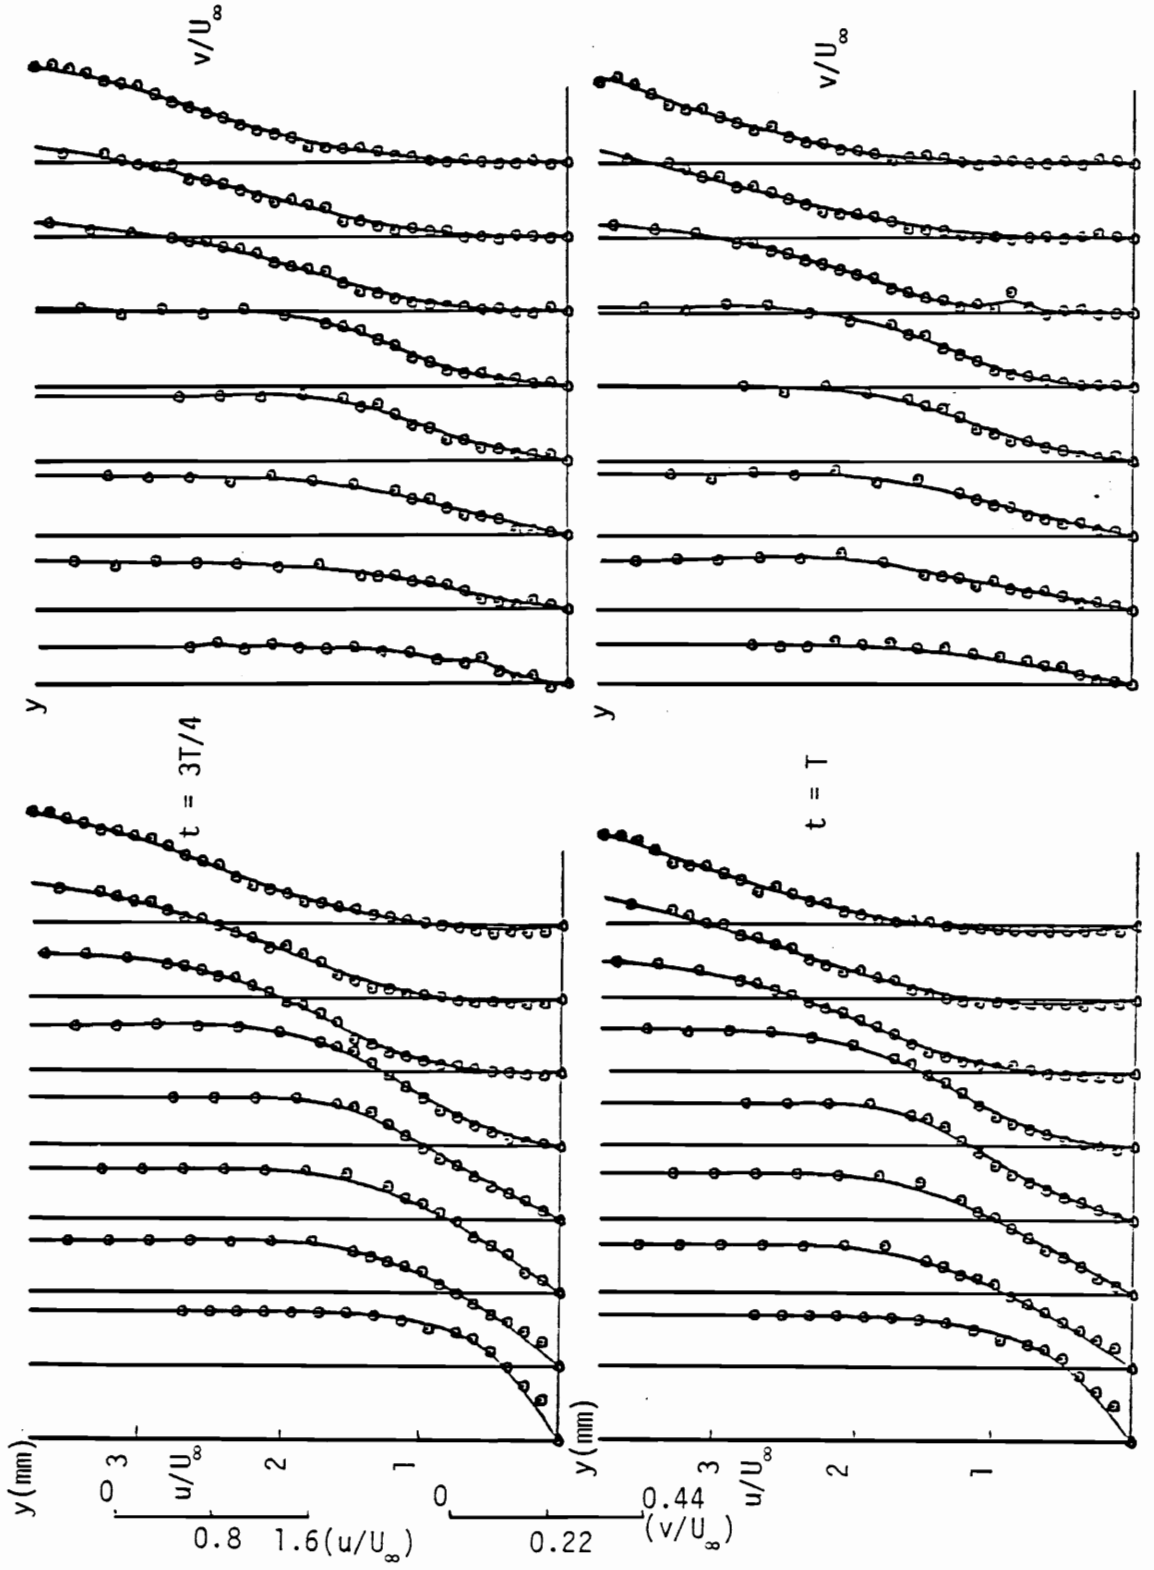 y(mm)
3
2
1
u/U∞
t = 3T/4
y
v/U∞
y(mm)
3
2
1
u/U∞
t = T
y
v/U∞
0
0.8
1.6(u/U∞)
0
0.22
0.44
(v/U∞)